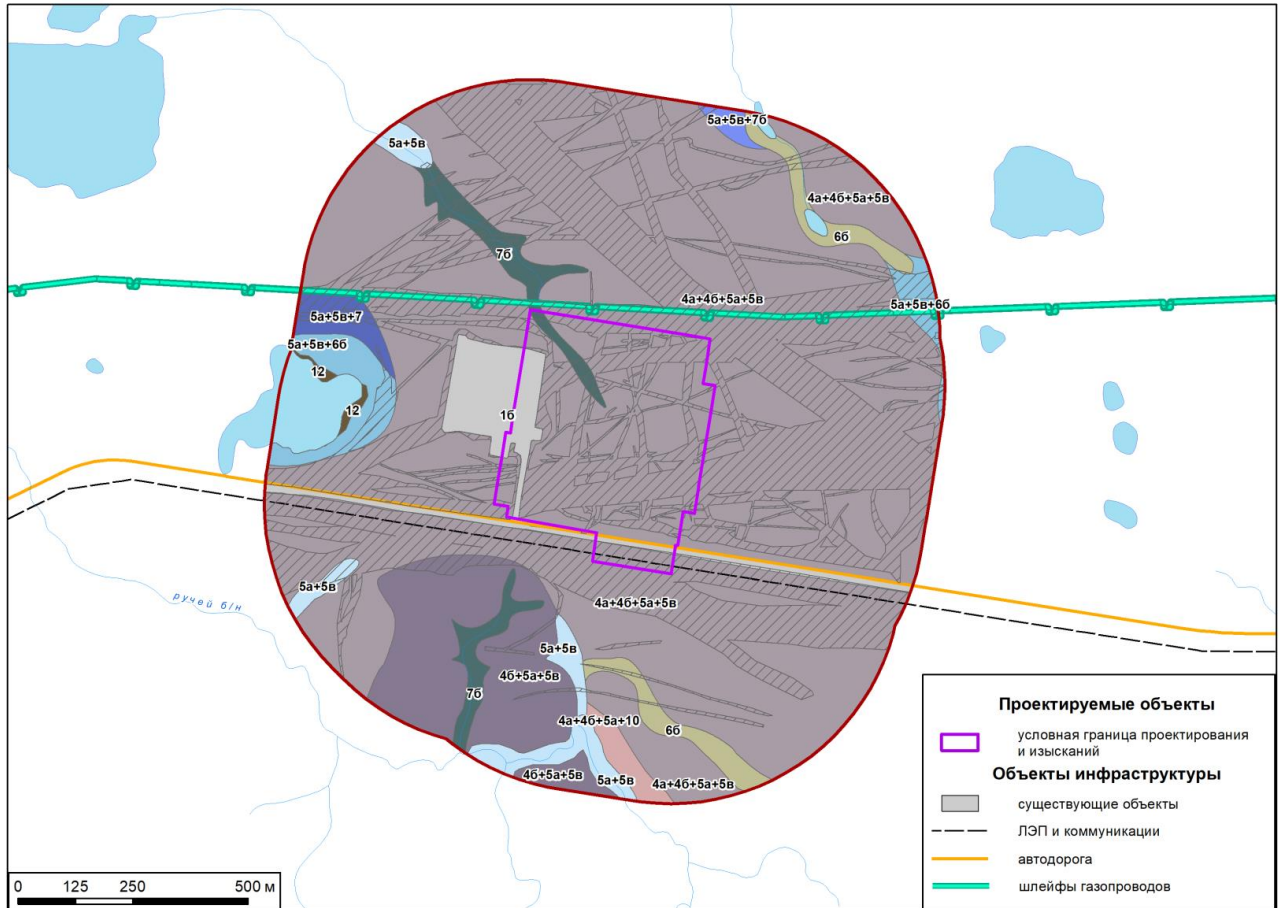 5а+5в+7б
5а+5в
4а+4б+5а+5в
6б
7б
5а+5в+6б
4а+4б+5а+5в
5а+5в+7
5а+5в+6б
12
12
1б
5а+5в
ручей б/н
4а+4б+5а+5в
5а+5в
4б+5а+5в
7б
4а+4б+5а+10
6б
4б+5а+5в
5а+5в
4а+4б+5а+5в
Проектируемые объекты
условная граница проектирования
и изысканий
Объекты инфраструктуры
существующие объекты
ЛЭП и коммуникации
автодорога
шлейфы газопроводов
0 125 250 500 м